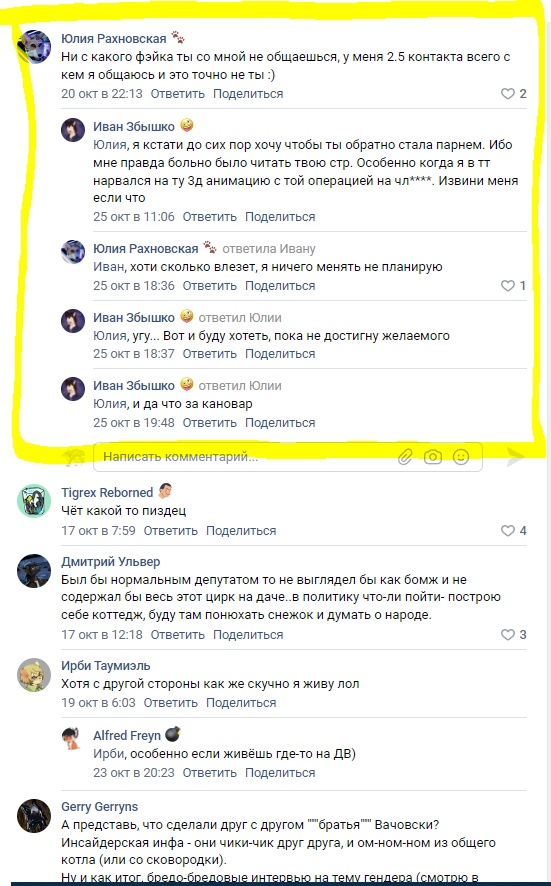 Юлия Рахновская
Ни с какого фэйка ты со мной не общаешься, у меня 2.5 контакта всего с
кем я общаюсь и это точно не ты :)
20 окт в 22:13 Ответить Поделиться 2
Иван Збышко
Юлия, я кстати до сих пор хочу чтобы ты обратно стала парнем. Ибо
мне правда больно было читать твою стр. Особенно когда я в тт
нарвался на ту 3д анимацию с той операцией на чл****. Извини меня
если что
25 окт в 11:06 Ответить Поделиться
Юлия Рахновская ответила Ивану
Иван, хоти сколько влезет, я ничего менять не планирую
25 окт в 18:36 Ответить Поделиться 1
Иван Збышко ответил Юлии
Юлия, угу... Вот и буду хотеть, пока не достигну желаемого
25 окт в 18:37 Ответить Поделиться
Иван Збышко ответил Юлии
Юлия, и да что за кановар
25 окт в 19:48 Ответить Поделиться
Написать комментарий...
Tigrex Reborned
Чёт какой то пиздец
17 окт в 7:59 Ответить Поделиться 4
Дмитрий Ульвер
Был бы нормальным депутатом то не выглядел бы как бомж и не
содержал бы весь этот цирк на даче..в политику что-ли пойти- построю
себе коттедж, буду там понюхать снежок и думать о народе.
17 окт в 12:18 Ответить Поделиться 3
Ирби Таумиэль
Хотя с другой стороны как же скучно я живу лол
19 окт в 6:03 Ответить Поделиться
Alfred Freyn
Ирби, особенно если живёшь где-то на ДВ)
23 окт в 20:23 Ответить Поделиться
Gerry Gerryns
А представь, что сделали друг с другом """братья""" Вачовски?
Инсайдерская инфа - они чики-чик друг друга, и ом-ном-ном из общего
котла (или со сковородки).
Ну и как итог, бредо-бредовые интервью на тему гендера (смотрю в